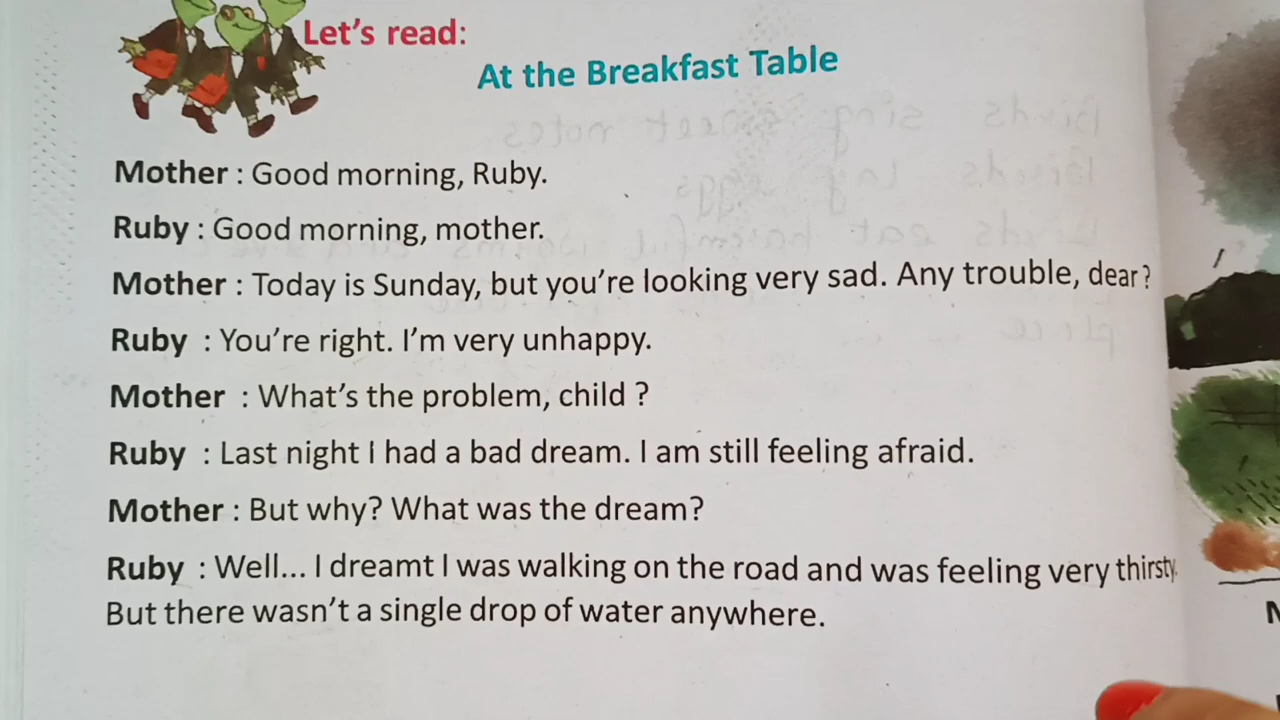 Let's read:
At the Breakfast Table
Mother : Good morning, Ruby.
Ruby : Good morning, mother.
Mother : Today is Sunday, but you're looking very sad. Any trouble, dear?
Ruby : You're right. I'm very unhappy.
Mother : What's the problem, child ?
Ruby : Last night I had a bad dream. I am still feeling afraid.
Mother : But why? What was the dream?
Ruby : Well... I dreamt I was walking on the road and was feeling very thirsty.
But there wasn't a single drop of water anywhere.